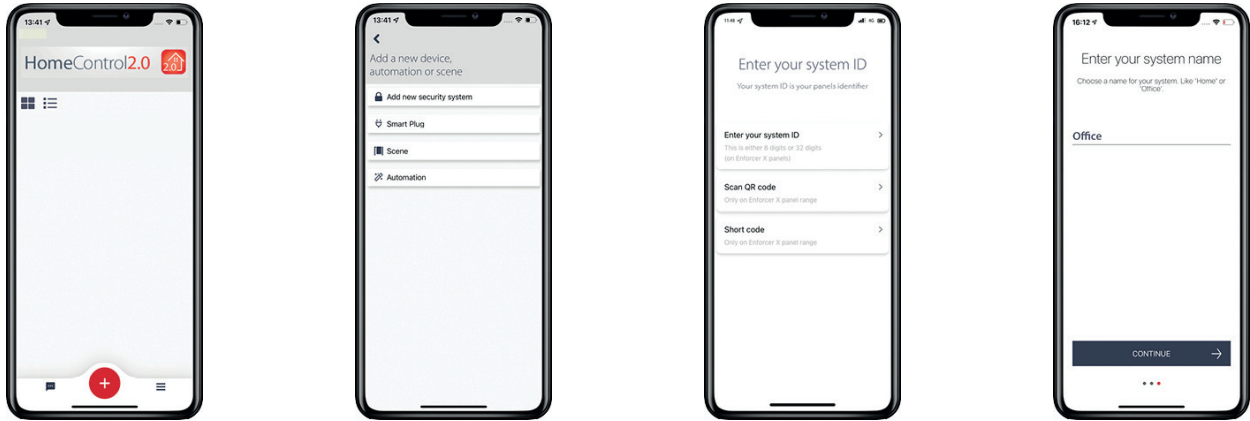 13:41
HomeControl2.0
2.0
13:41
Add a new device,
automation or scene
Add new security system
Smart Plug
Scene
Automation
11:48
4G
Enter your system ID
Your system ID is your panels identifier
Enter your system ID
This is either 8 digits or 32 digits
(on Enforcer X panels)
Scan QR code
Only on Enforcer X panel range
Short code
Only on Enforcer X panel range
16:12
Enter your system name
Choose a name for your system. Like 'Home' or
'Office'.
Office
CONTINUE